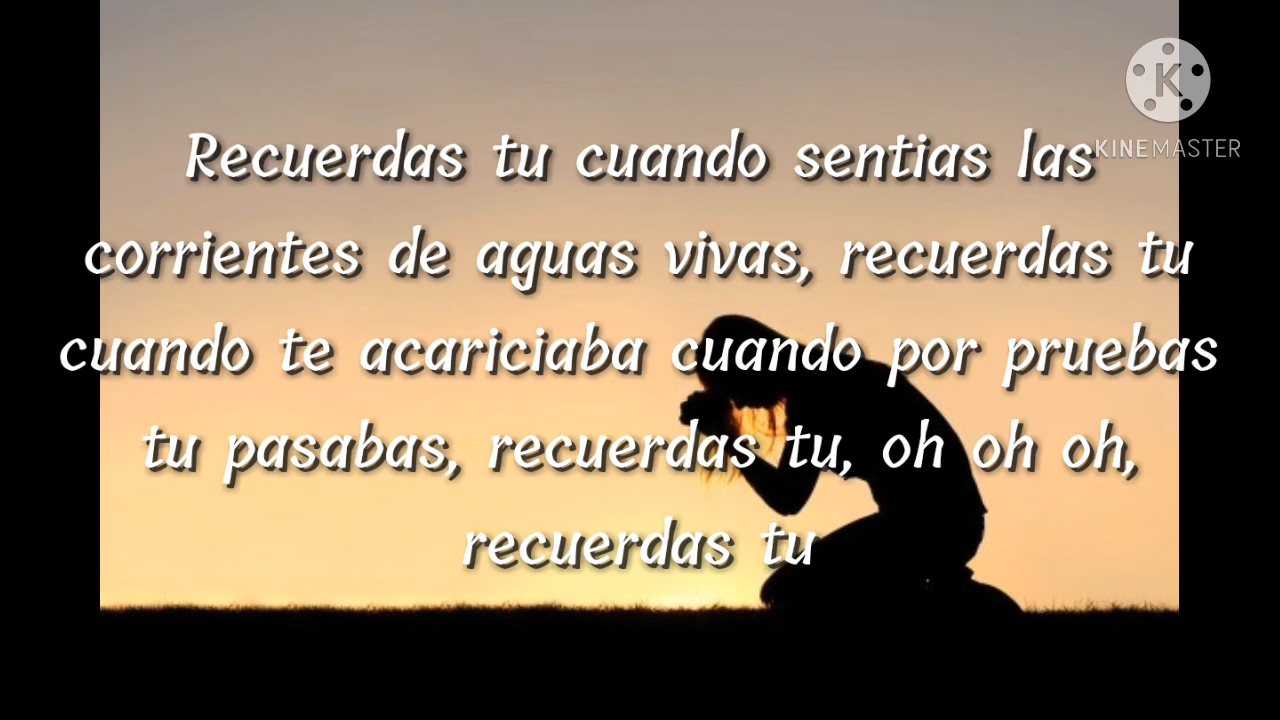 Recuerdas tu cuando sentias las
corrientes de aguas vivas, recuerdas tu
cuando te acariciaba cuando por pruebas
tu pasabas, recuerdas tu, oh oh oh,
recuerdas tu
K
KINEMASTER